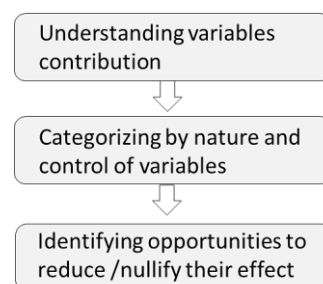 Understanding variables
contribution
Categorizing by nature and
control of variables
Identifying opportunities to
reduce /nullify their effect